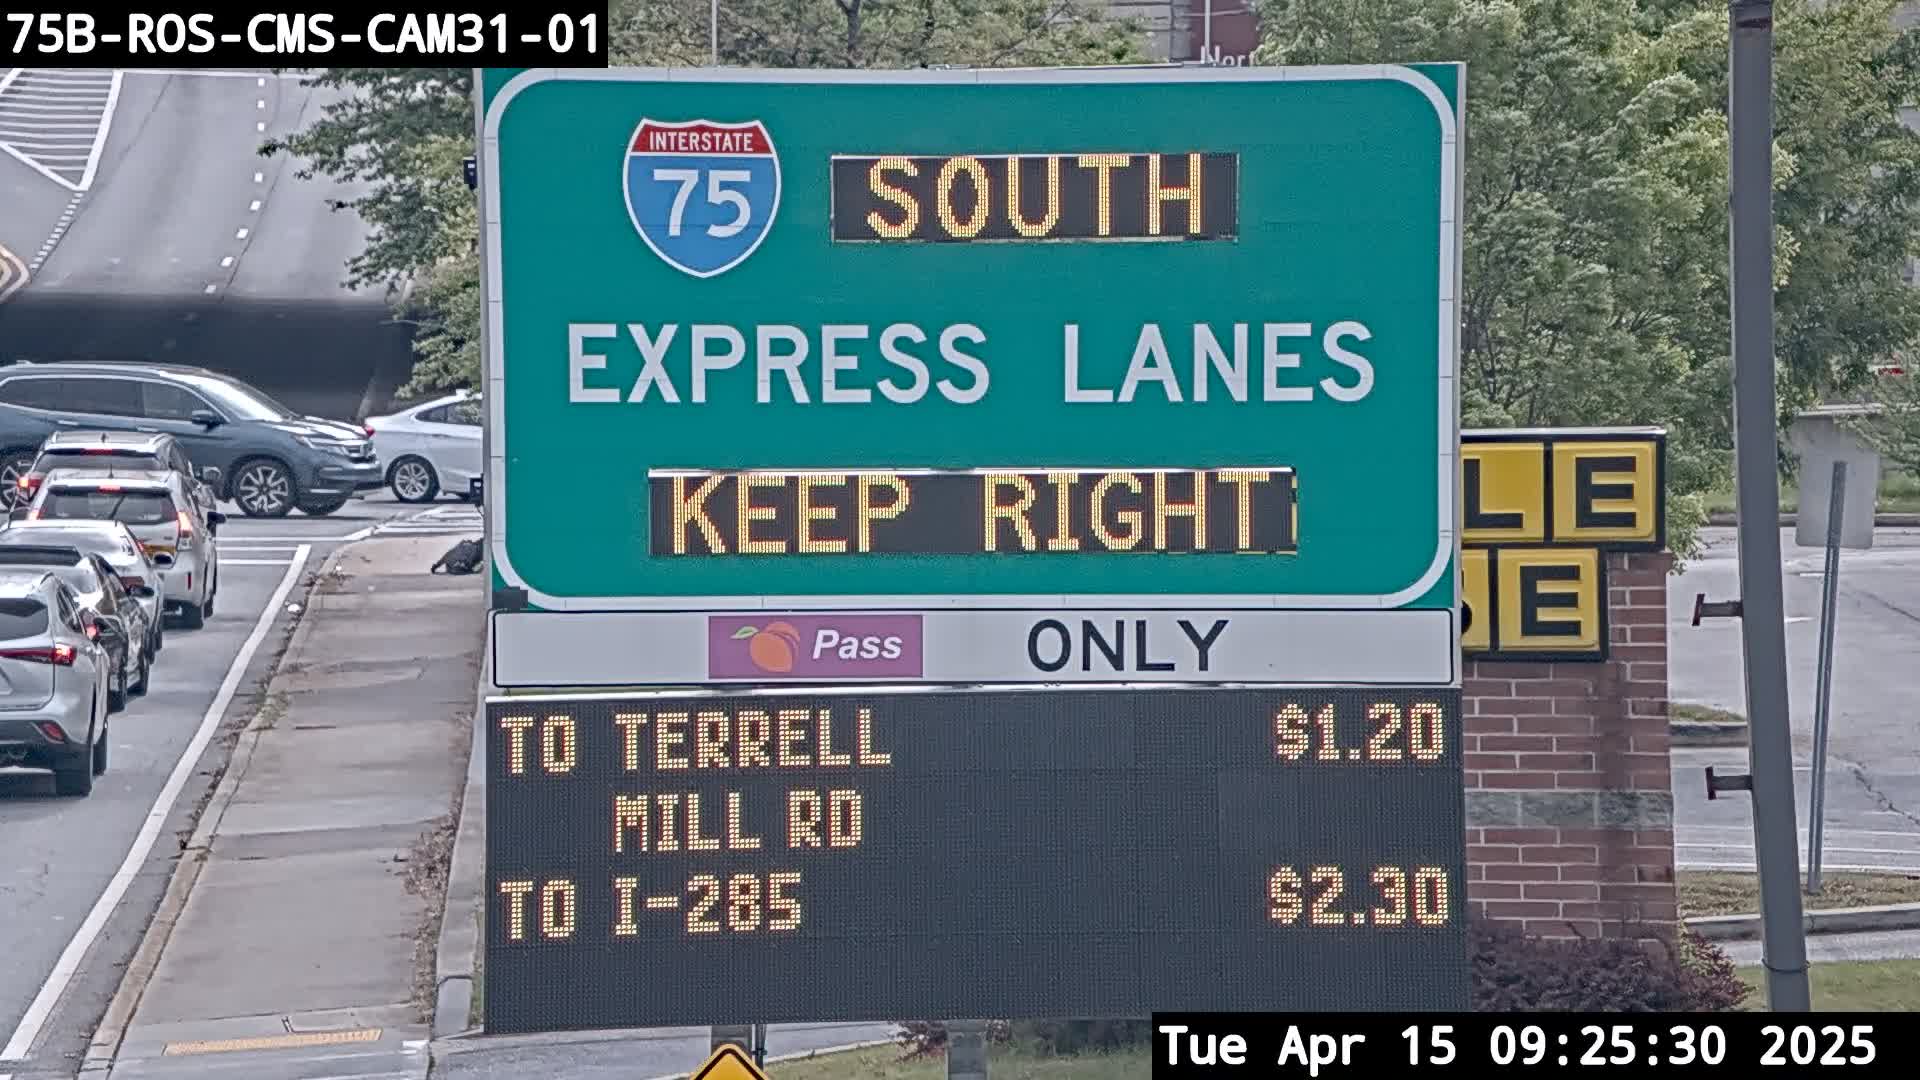 75B-ROS-CMS-CAM31-01
INTERSTATE
75
SOUTH
EXPRESS LANES
KEEP RIGHT
LE
E
Pass ONLY
TO TERRELL $1.20
MILL RD
TO I-285 $2.30
Tue Apr 15 09:25:30 2025